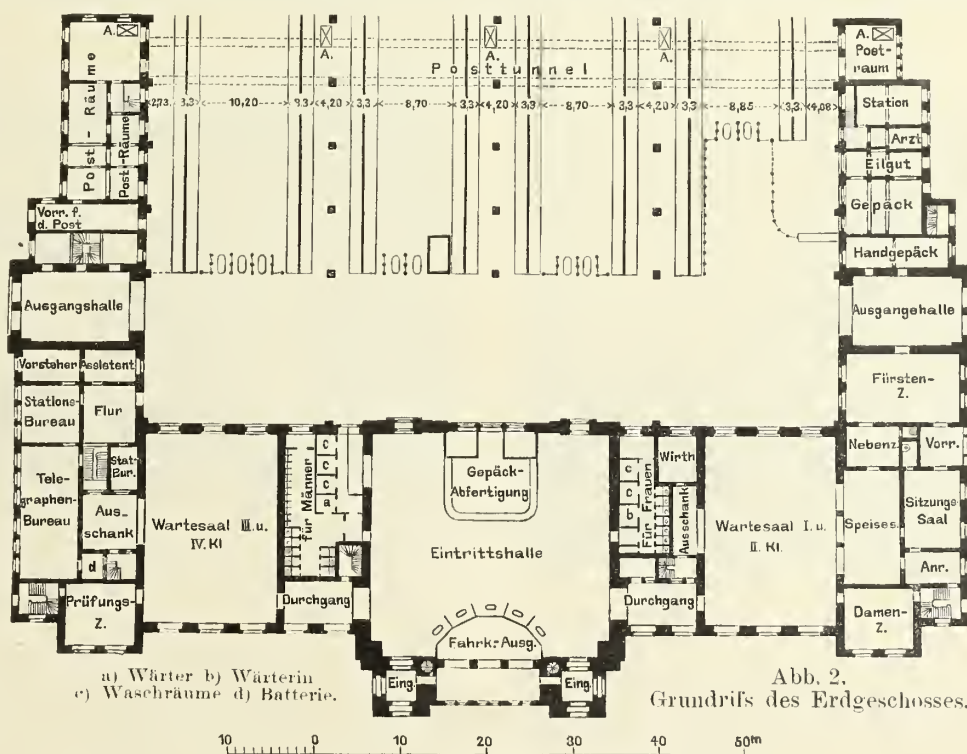 A.
A.
A.
A.
A.
Posttunnel
Post-
raum
Post-Räume
Post-Räume
2,73 3,3 10,20 3,3 4,20 3,3 8,70 3,3 4,20 3,3 8,70 3,3 4,20 3,3 8,85 3,3 4,08
Station
Arzt
Eilgut
Gepäck
Vorr. f.
d. Post
Handgepäck
Ausgangshalle
Ausgangshalle
Vorsteher
Assistent
Fürsten-
Z.
Stations-
Bureau
Flur
Nebenz.
Vorr.
Stat.
Bur.
Tele-
graphen-
Bureau
Aus-
schank
d
Wartesaal III. u.
IV. Kl.
für Männer
c
c
c
a
Gepäck-
Abfertigung
Eintrittshalle
c
c
b
Für Frauen
Wirth
Ausschank
Wartesaal I. u.
II. Kl.
Speises.
Sitzungs-
Saal
Anr.
Prüfungs-
Z.
Durchgang
Fahrk.-Ausg.
Durchgang
Damen-
Z.
Eing.
Eing.
a) Wärter b) Wärterin
c) Waschräume d) Batterie.
Abb. 2.
Grundriſs des Erdgeschosses.
10 0 10 20 30 40 50m